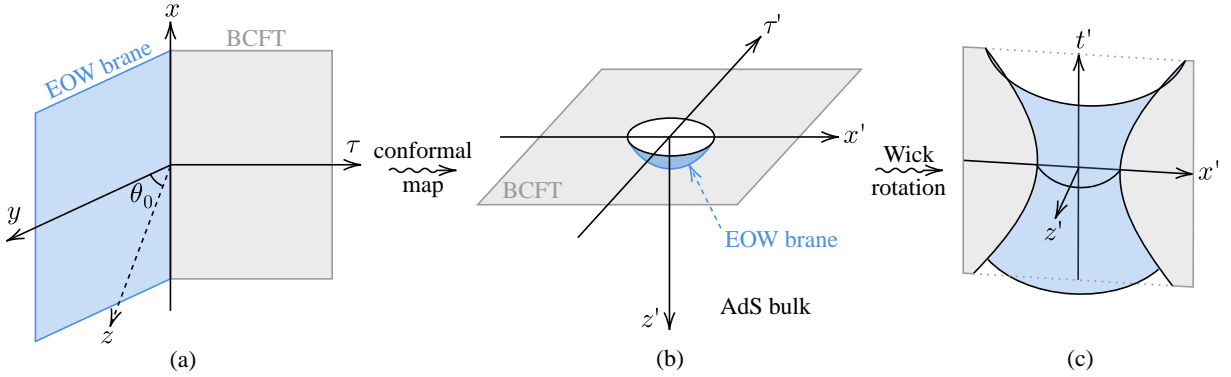 x
BCFT
EOW brane
τ
θ₀
y
z
(a)
conformal
map
τ'
x'
BCFT
EOW brane
z'
AdS bulk
(b)
Wick
rotation
t'
x'
z'
(c)